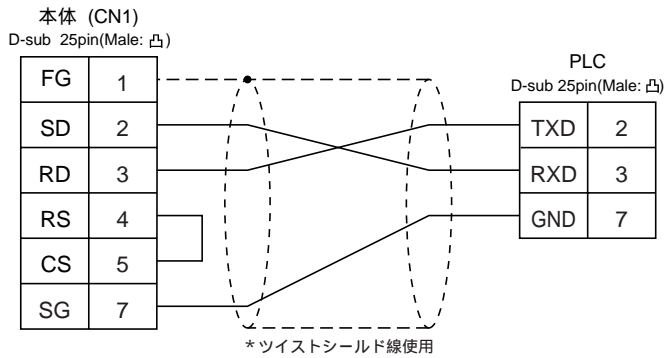 本体 (CN1)
D-sub 25pin(Male: 凸)
FG 1
SD 2
RD 3
RS 4
CS 5
SG 7
PLC
D-sub 25pin(Male: 凸)
TXD 2
RXD 3
GND 7
*ツイストシールド線使用